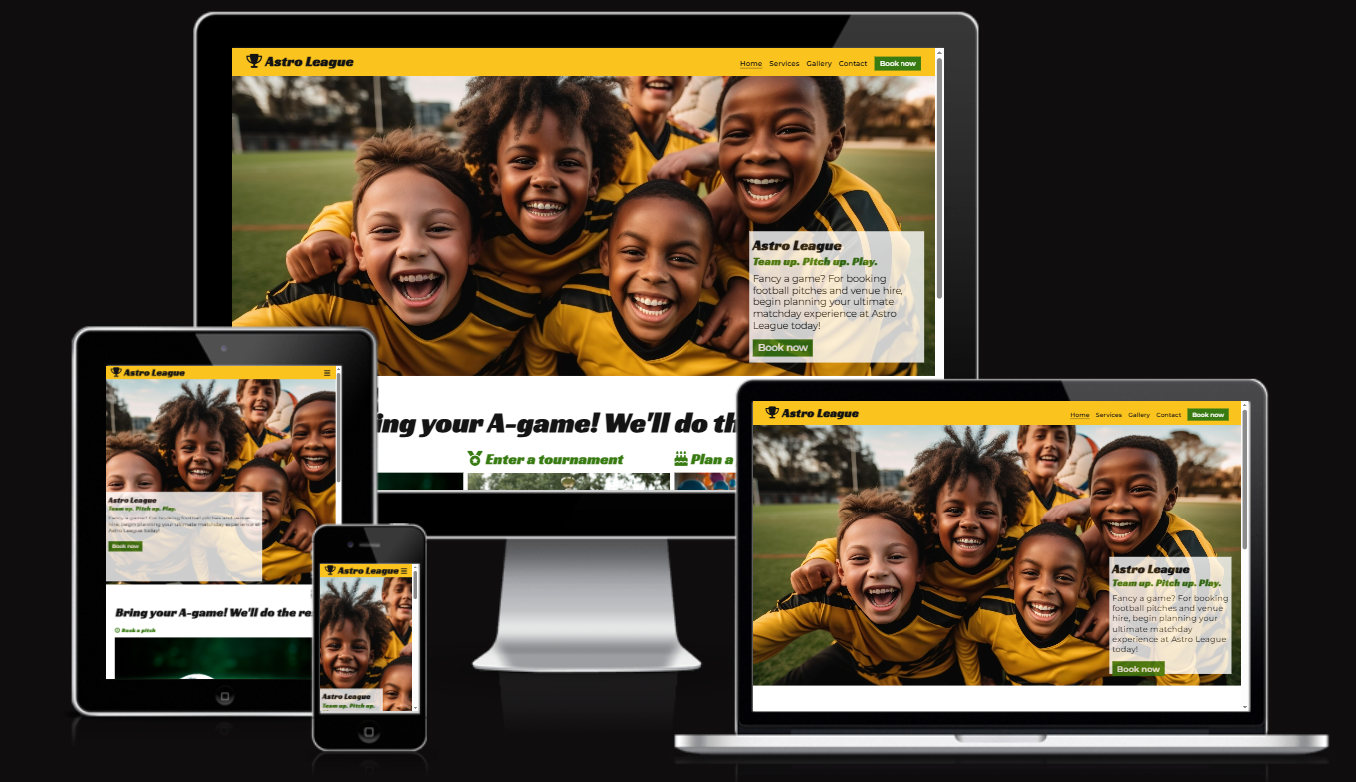 Astro League
Home Services Gallery Contact Book now
Astro League
Team up. Pitch up. Play.
Fancy a game? For booking
football pitches and venue hire,
begin planning your ultimate
matchday experience at Astro
League today!
Book now
ing your A-game! We'll do th
Enter a tournament
Plan a
Astro League
Astro League
Team up. Pitch up. Play.
Fancy a game? For booking football pitches and venue
hire, begin planning your ultimate matchday experience at
Astro League today!
Book now
Bring your A-game! We'll do the re
Book a pitch
Astro League
Astro League
Team up. Pitch up.
Astro League
Home Services Gallery Contact Book now
Astro League
Team up. Pitch up. Play.
Fancy a game? For booking
football pitches and venue
hire, begin planning your
ultimate matchday
experience at Astro League
today!
Book now